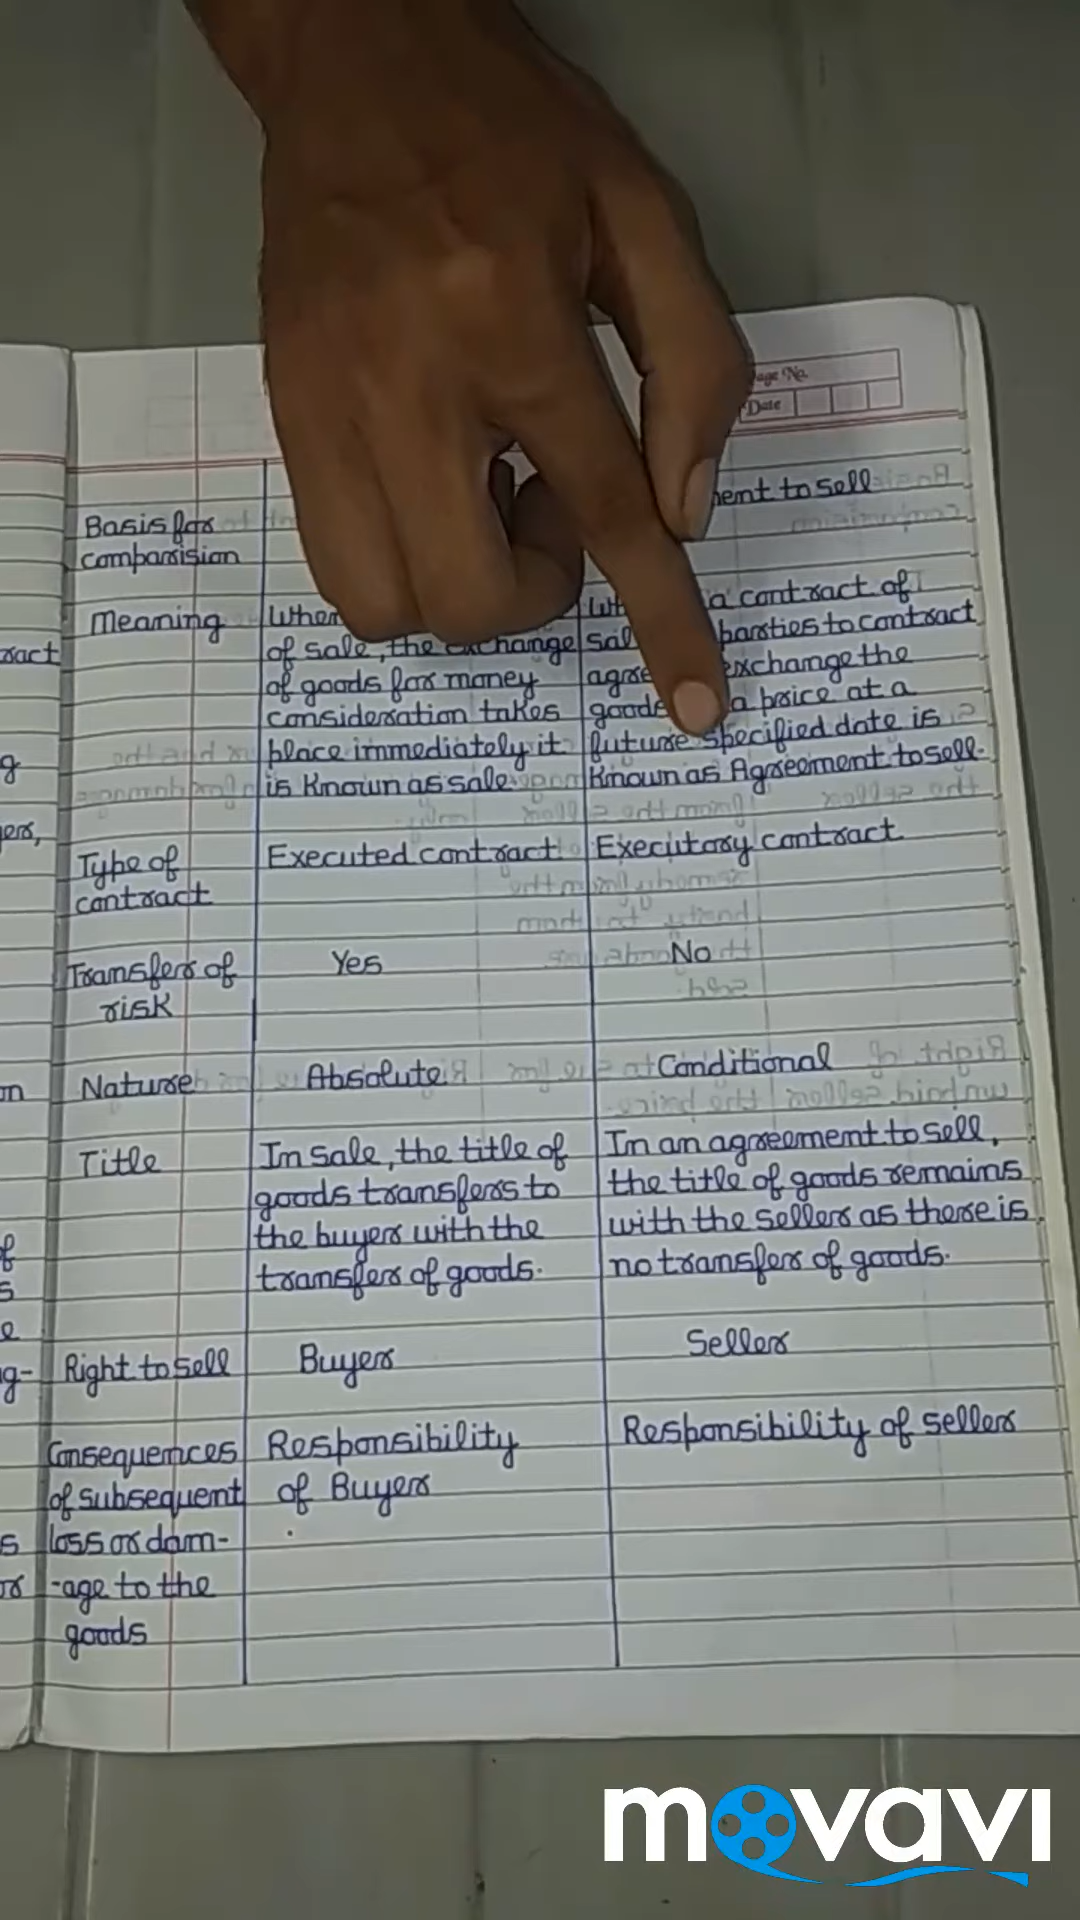 age No.
Date
ment to sell
Basis for
comparision
Meaning
of sale, the exchange
of goods for money
consideration takes
place immediately it
is Known as sale.
a contract of
parties to contract
exchange the
goods a price at a
future specified date is
Known as Agreement to sell.
Type of
contract
Executed contract
Executory contract
Transfer of
risk
Yes
No
Nature
Absolute
Conditional
Title
In sale, the title of
goods transfers to
the buyer with the
transfer of goods.
In an agreement to sell,
the title of goods remains
with the seller as there is
no transfer of goods.
Right to sell
Buyer
Seller
Consequences
of subsequent
loss or dam-
-age to the
goods
Responsibility
of Buyer
Responsibility of seller
movavi